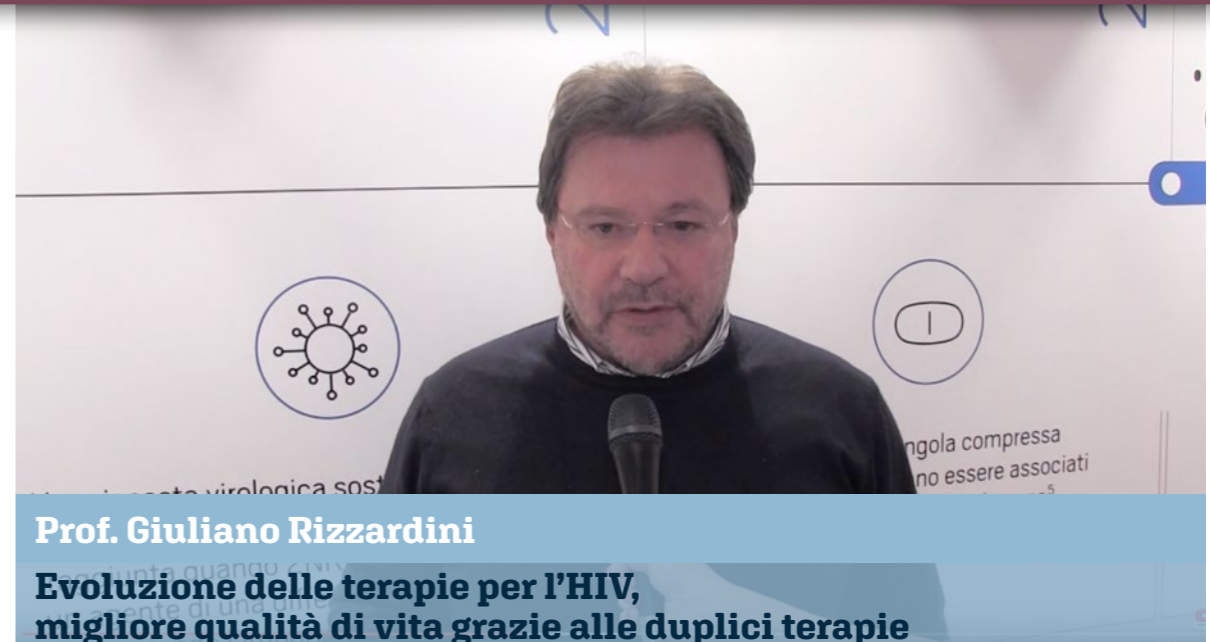 virologica
ngola compressa
no essere associati
Prof. Giuliano Rizzardini
Evoluzione delle terapie per l’HIV,
migliore qualità di vita grazie alle duplici terapie